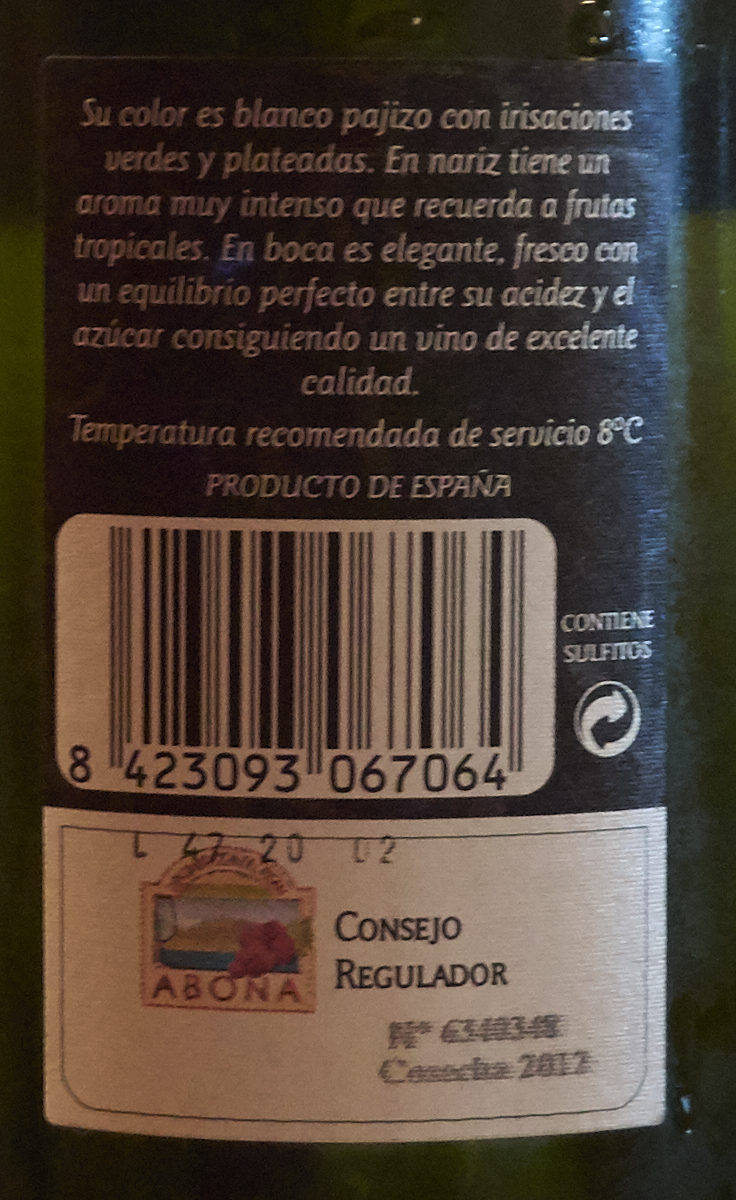 Su color es blanco pajizo con irisaciones
verdes y plateadas. En nariz tiene un
aroma muy intenso que recuerda a frutas
tropicales. En boca es elegante, fresco con
un equilibrio perfecto entre su acidez y el
azúcar consiguiendo un vino de excelente
calidad.
Temperatura recomendada de servicio 8ºC
PRODUCTO DE ESPAÑA
CONTIENE
SULFITOS
8 423093 067064
L 47 20 02
ABONA
CONSEJO
REGULADOR
Nº
Cosecha 2012